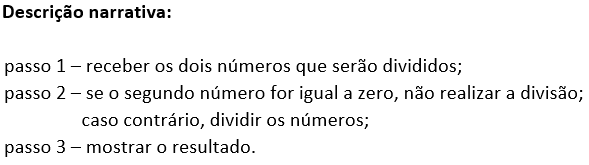 Descrição narrativa:
passo 1 – receber os dois números que serão divididos;
passo 2 – se o segundo número for igual a zero, não realizar a divisão;
caso contrário, dividir os números;
passo 3 – mostrar o resultado.